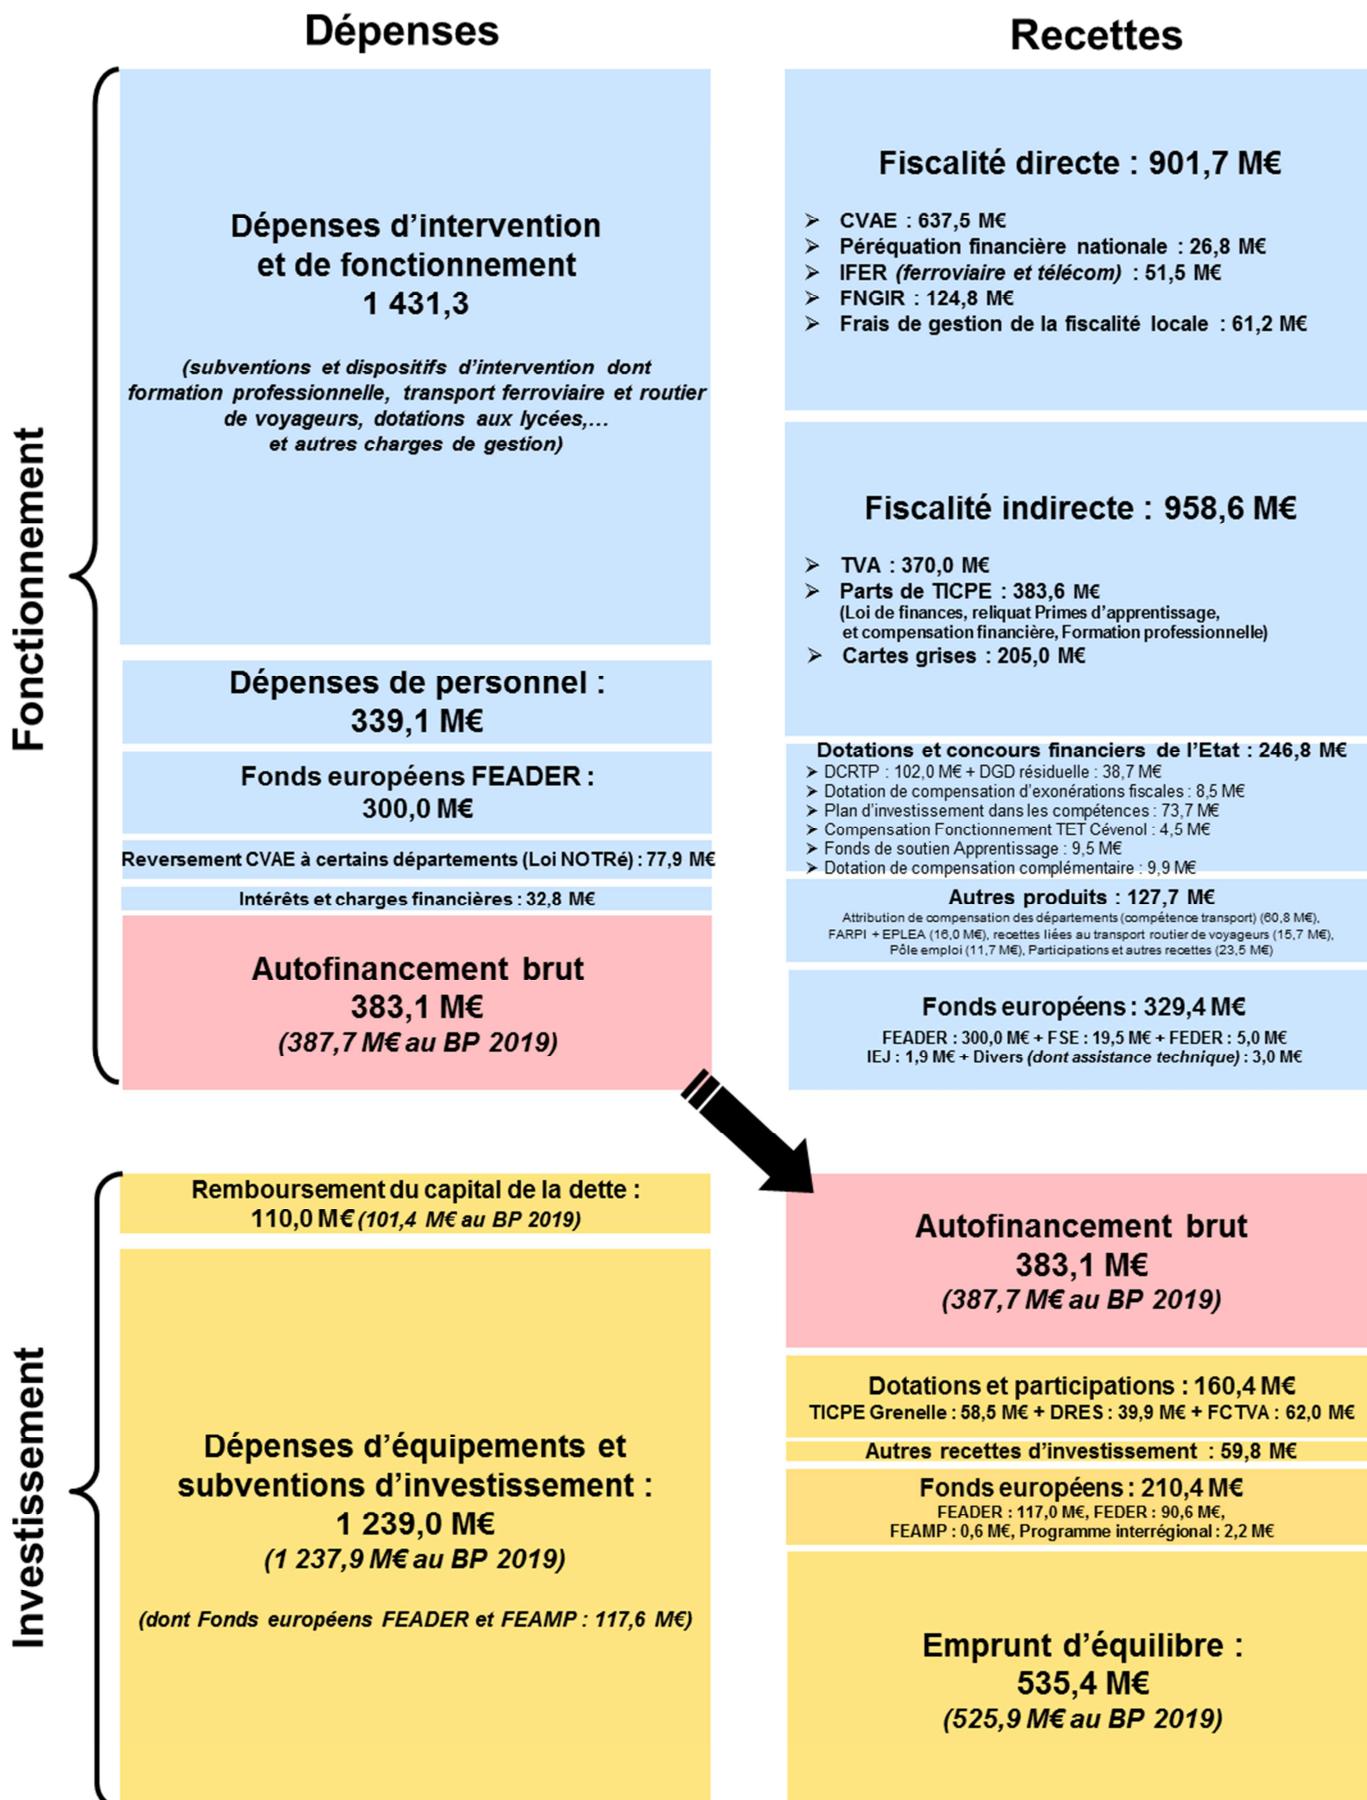 Dépenses
Recettes
Fonctionnement
Dépenses d’intervention
et de fonctionnement
1 431,3
(subventions et dispositifs d’intervention dont
formation professionnelle, transport ferroviaire et routier
de voyageurs, dotations aux lycées,…
et autres charges de gestion)
Dépenses de personnel :
339,1 M€
Fonds européens FEADER :
300,0 M€
Reversement CVAE à certains départements (Loi NOTRé) : 77,9 M€
Intérêts et charges financières : 32,8 M€
Autofinancement brut
383,1 M€
(387,7 M€ au BP 2019)
Fiscalité directe : 901,7 M€
➢ CVAE : 637,5 M€
➢ Péréquation financière nationale : 26,8 M€
➢ IFER (ferroviaire et télécom) : 51,5 M€
➢ FNGIR : 124,8 M€
➢ Frais de gestion de la fiscalité locale : 61,2 M€
Fiscalité indirecte : 958,6 M€
➢ TVA : 370,0 M€
➢ Parts de TICPE : 383,6 M€
(Loi de finances, reliquat Primes d’apprentissage,
et compensation financière, Formation professionnelle)
➢ Cartes grises : 205,0 M€
Dotations et concours financiers de l’Etat : 246,8 M€
➢ DCRTP : 102,0 M€ + DGD résiduelle : 38,7 M€
➢ Dotation de compensation d’exonérations fiscales : 8,5 M€
➢ Plan d’investissement dans les compétences : 73,7 M€
➢ Compensation Fonctionnement TET Cévenol : 4,5 M€
➢ Fonds de soutien Apprentissage : 9,5 M€
➢ Dotation de compensation complémentaire : 9,9 M€
Autres produits : 127,7 M€
Attribution de compensation des départements (compétence transport) (60,8 M€),
FARPI + EPLEA (16,0 M€), recettes liées au transport routier de voyageurs (15,7 M€),
Pôle emploi (11,7 M€), Participations et autres recettes (23,5 M€)
Fonds européens : 329,4 M€
FEADER : 300,0 M€ + FSE : 19,5 M€ + FEDER : 5,0 M€
IEJ : 1,9 M€ + Divers (dont assistance technique) : 3,0 M€
Investissement
Remboursement du capital de la dette :
110,0 M€ (101,4 M€ au BP 2019)
Dépenses d’équipements et
subventions d’investissement :
1 239,0 M€
(1 237,9 M€ au BP 2019)
(dont Fonds européens FEADER et FEAMP : 117,6 M€)
Autofinancement brut
383,1 M€
(387,7 M€ au BP 2019)
Dotations et participations : 160,4 M€
TICPE Grenelle : 58,5 M€ + DRES : 39,9 M€ + FCTVA : 62,0 M€
Autres recettes d’investissement : 59,8 M€
Fonds européens : 210,4 M€
FEADER : 117,0 M€, FEDER : 90,6 M€,
FEAMP : 0,6 M€, Programme interrégional : 2,2 M€
Emprunt d’équilibre :
535,4 M€
(525,9 M€ au BP 2019)